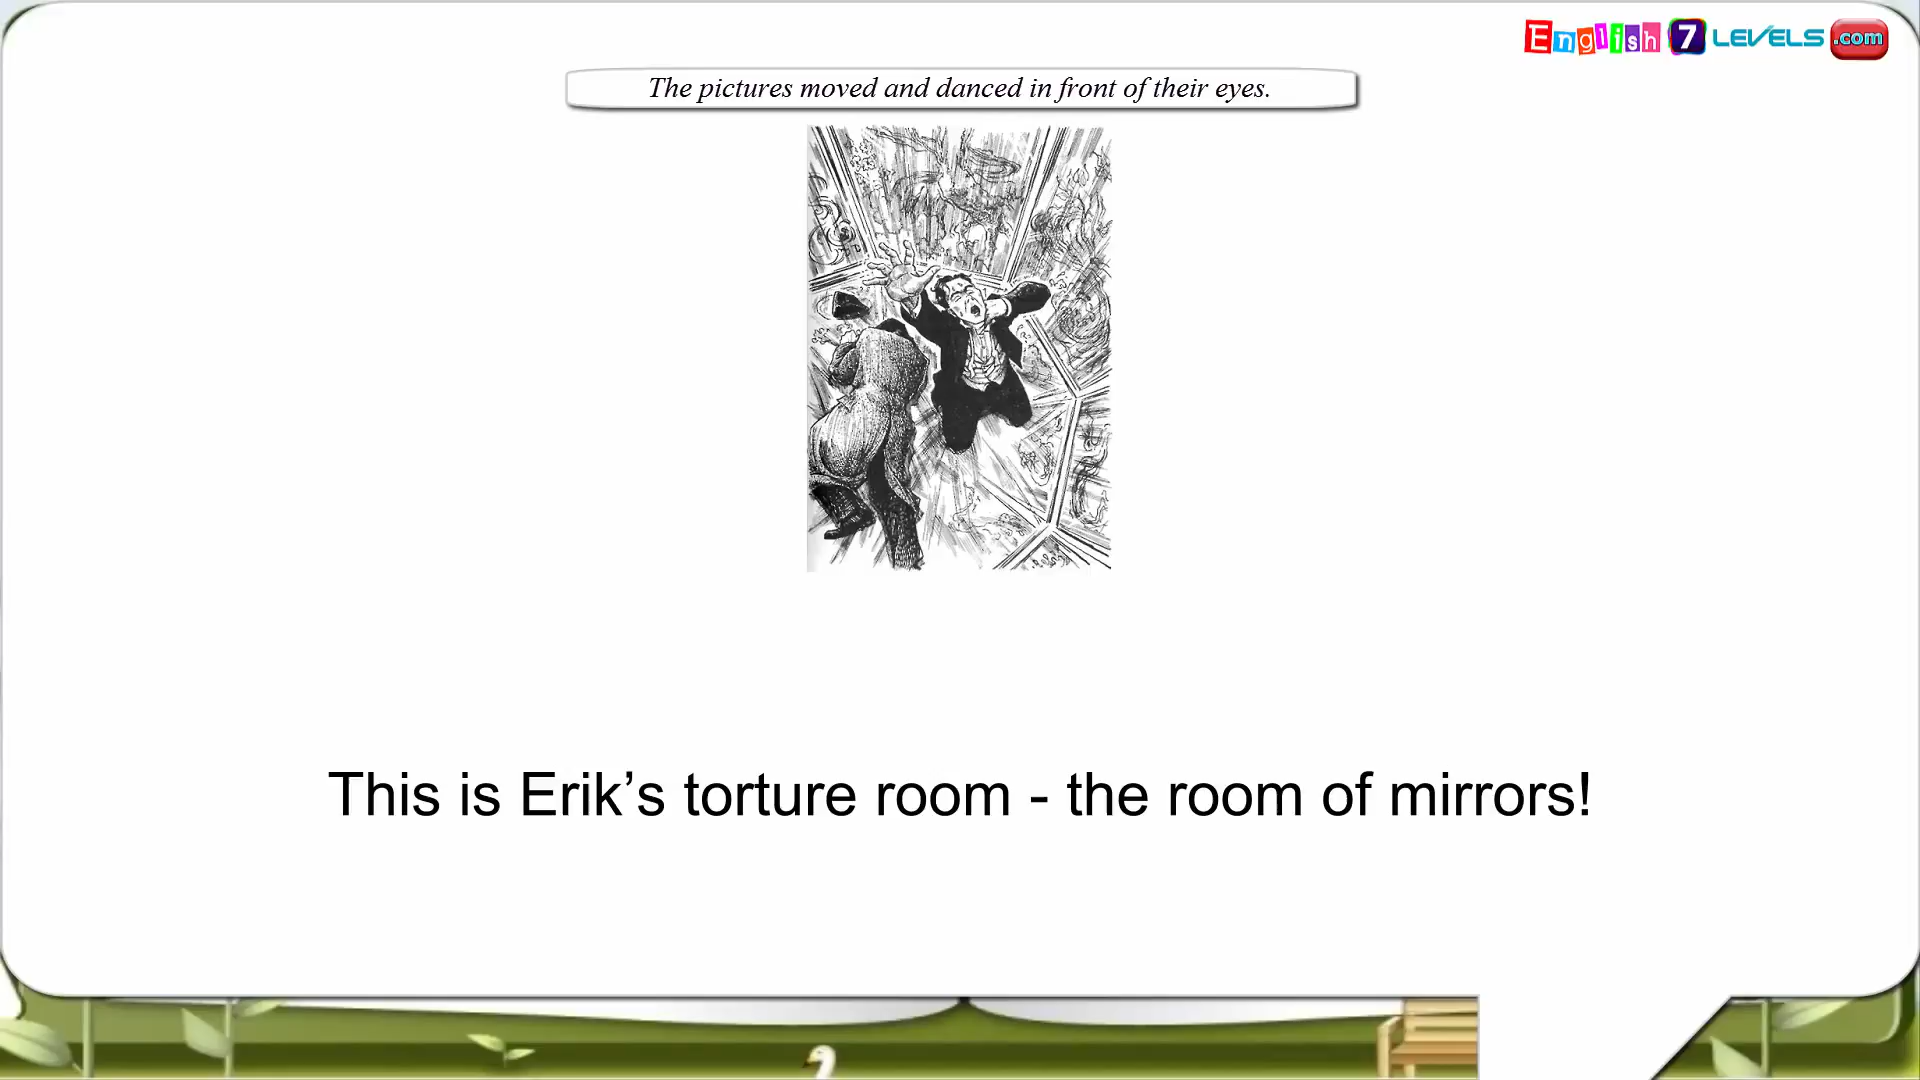 English 7 LEVELS .com
The pictures moved and danced in front of their eyes.
This is Erik’s torture room - the room of mirrors!